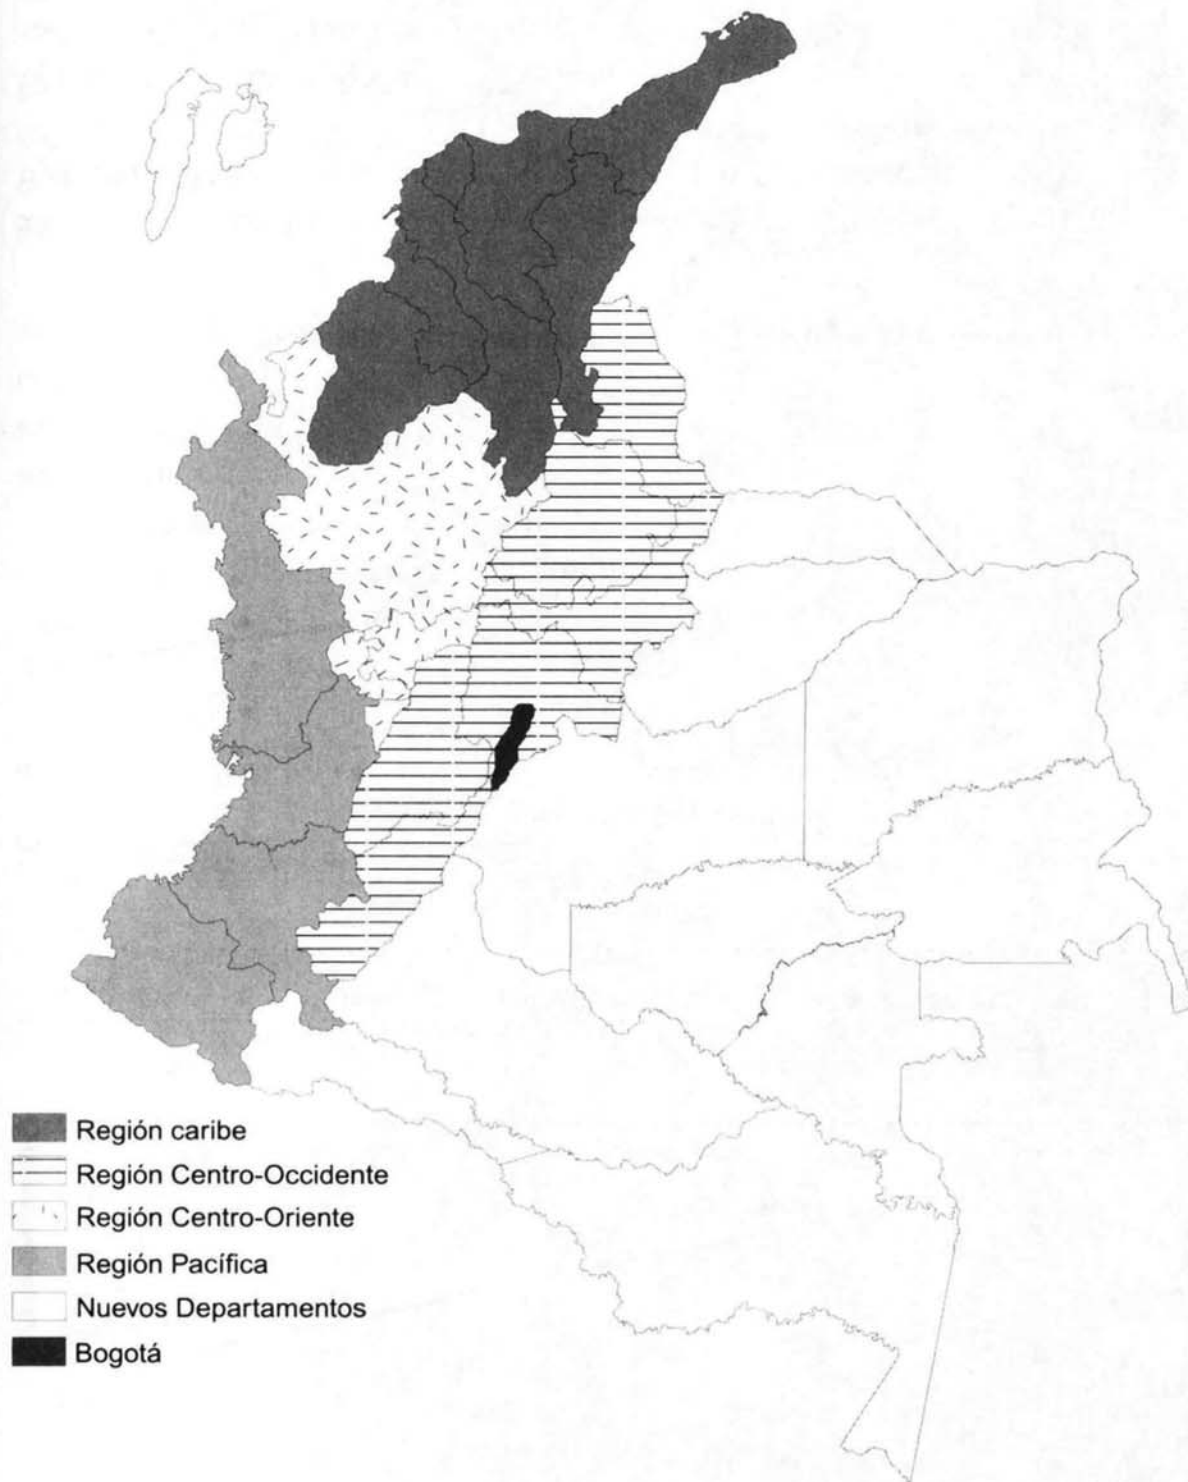 Región caribe
Región Centro-Occidente
Región Centro-Oriente
Región Pacífica
Nuevos Departamentos
Bogotá